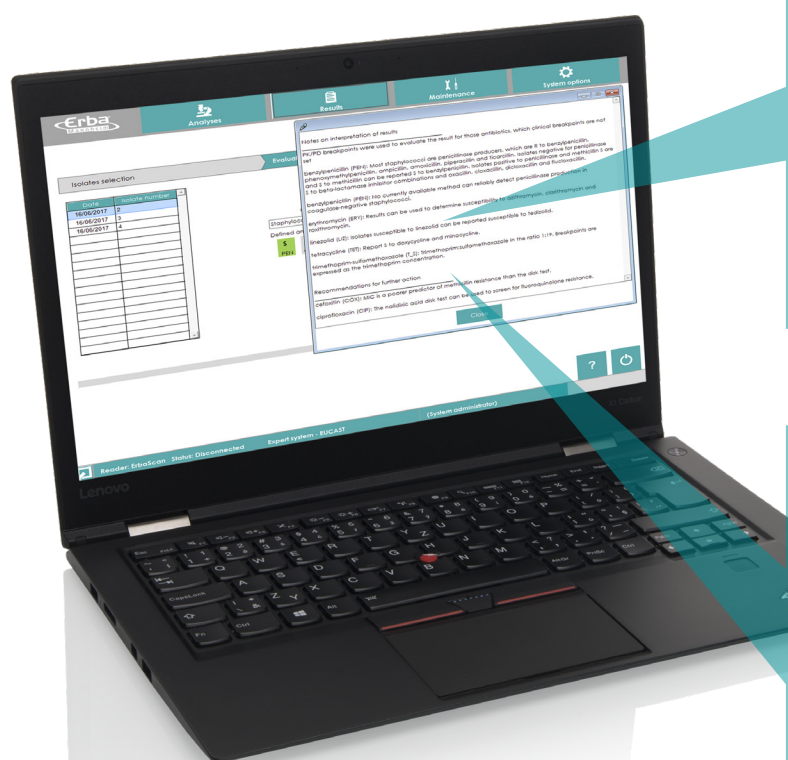 Erba
MANNHEIM
Analyses
Results
Maintenance
System options
Isolates selection
Date Isolate number
16/06/2017 2
16/06/2017 3
16/06/2017 4
Defined
S
PEN
Notes on interpretation of results
PK/PD breakpoints were used to evaluate the result for those antibiotics, which clinical breakpoints are not
set
benzylpenicillin (PEN): Most staphylococci are penicillinase producers, which are R to benzylpenicillin,
phenoxymethylpenicillin, ampicillin, amoxicillin, piperacillin and ticarcillin. Isolates negative for penicillinase
and S to methicillin can be reported S to benzylpenicillin. Isolates positive to penicillinase and methicillin S are
S to beta-lactamase inhibitor combinations and oxacillin, cloxacillin, dicloxacillin and flucloxacillin.
benzylpenicillin (PEN): No currently available method can reliably detect penicillinase production in
coagulase-negative staphylococci.
erythromycin (ERY): Results can be used to determine susceptibility to azithromycin, clarithromycin and
roxithromycin.
linezolid (LIZ): Isolates susceptible to linezolid can be reported susceptible to tedizolid.
tetracycline (TET): Report S to doxycycline and minocycline.
trimethoprim-sulfamethoxazole (T_S): Trimethoprim:sulfamethoxazole in the ratio 1:19. Breakpoints are
expressed as the trimethoprim concentration.
Recommendations for further action
cefoxitin (COX): MIC is a poorer predictor of methicillin resistance than the disk test.
ciprofloxacin (CIP): The nalidixic acid disk test can be used to screen for fluoroquinolone resistance.
Close
?
Reader: ErbaScan Status: Disconnected Expert system - EUCAST (System administrator)
Lenovo
X1 Carbon
Q W E R T Z U I O P
CapsLock A S D F G H J K L
Z X C V B N M
Fn Ctrl Alt AltGr PrtSc Ctrl